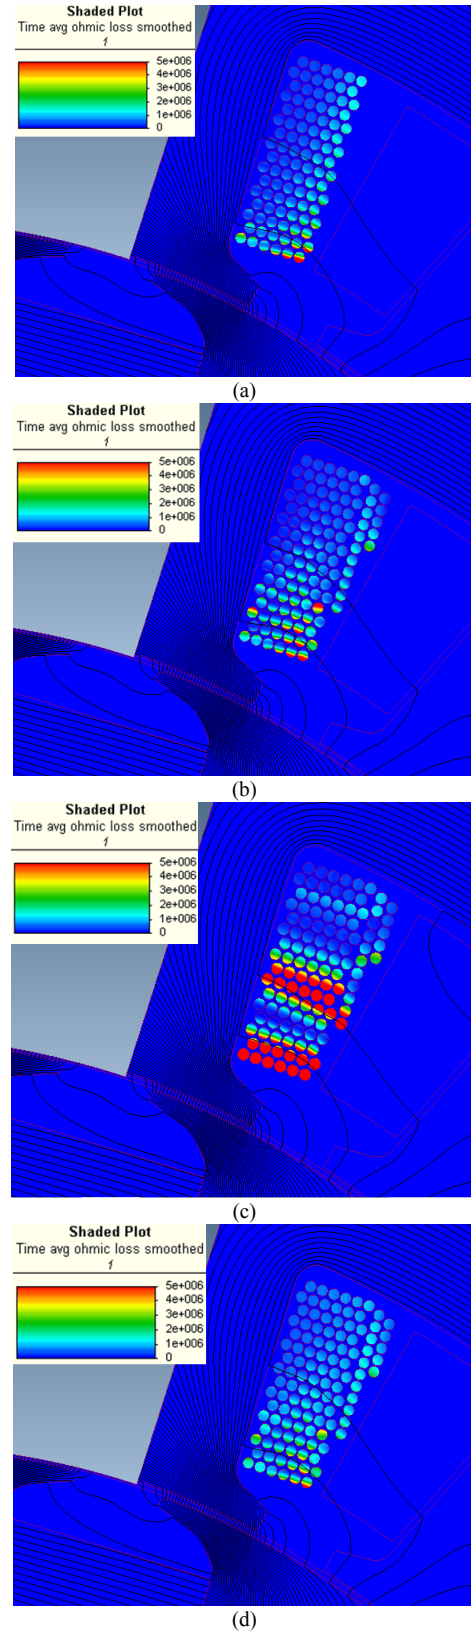 Shaded Plot
Time avg ohmic loss smoothed
1
5e+006
4e+006
3e+006
2e+006
1e+006
0
(a)
Shaded Plot
Time avg ohmic loss smoothed
1
5e+006
4e+006
3e+006
2e+006
1e+006
0
(b)
Shaded Plot
Time avg ohmic loss smoothed
1
5e+006
4e+006
3e+006
2e+006
1e+006
0
(c)
Shaded Plot
Time avg ohmic loss smoothed
1
5e+006
4e+006
3e+006
2e+006
1e+006
0
(d)